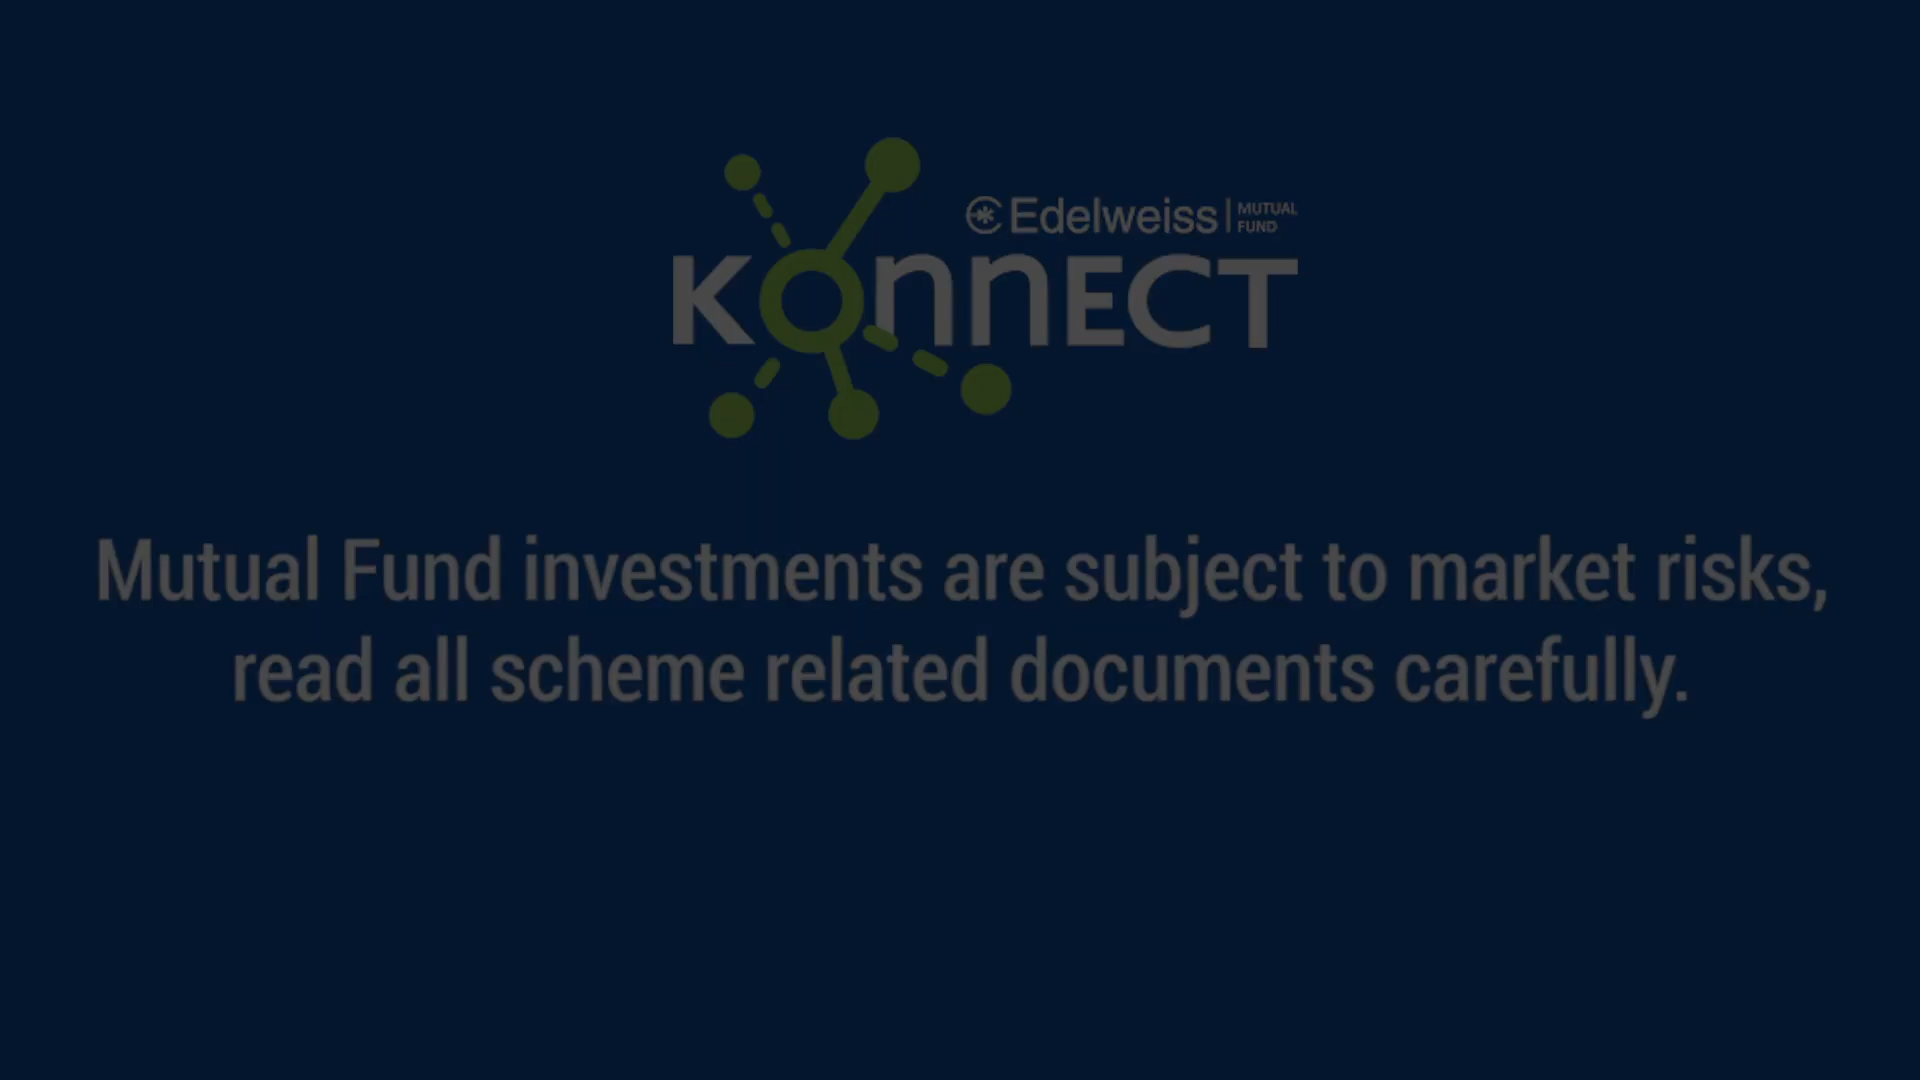 Edelweiss | MUTUAL FUND
KONNECT
Mutual Fund investments are subject to market risks,
read all scheme related documents carefully.